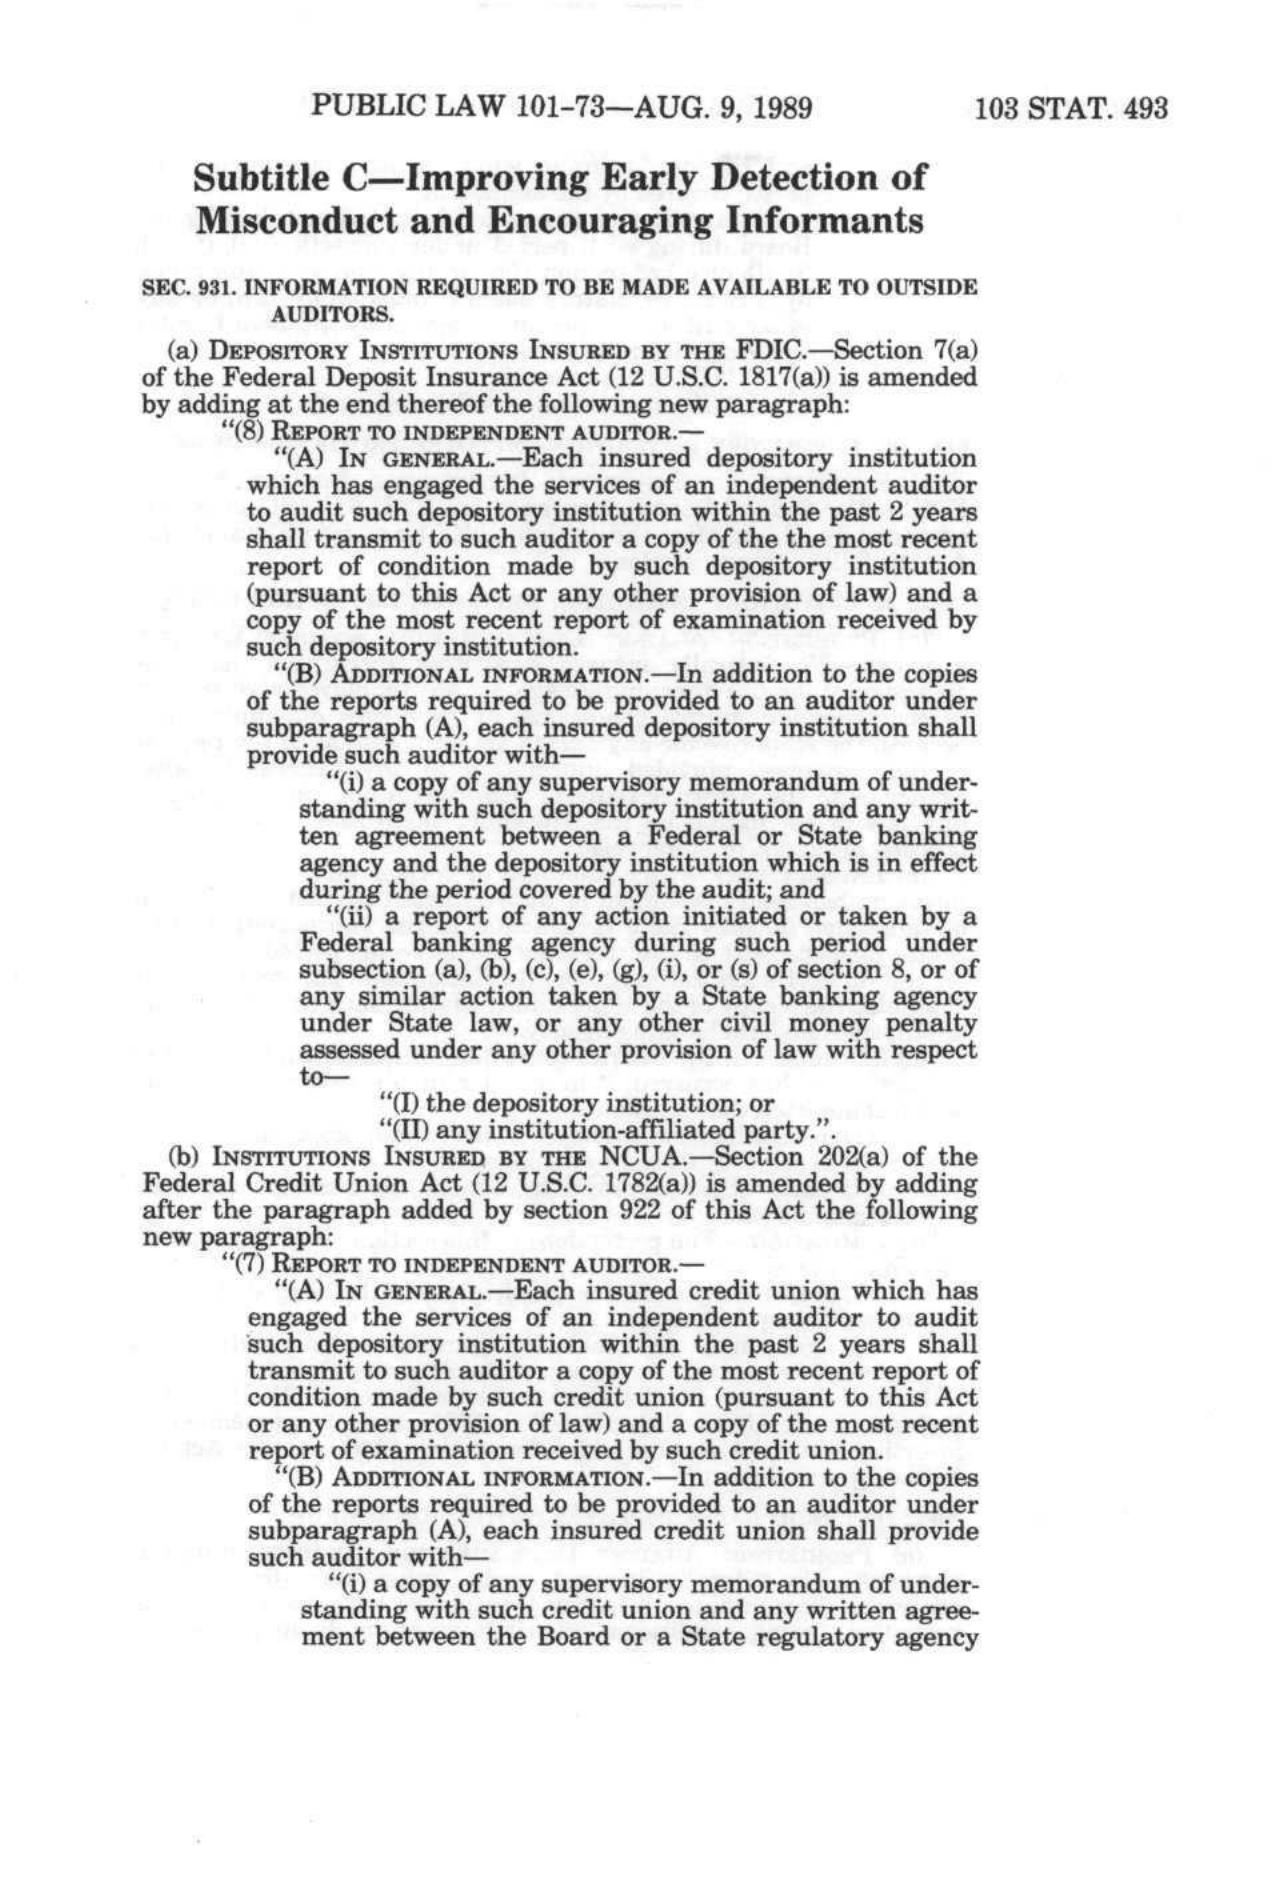 PUBLIC LAW 101-73—AUG. 9, 1989 103 STAT. 493
Subtitle C—Improving Early Detection of
Misconduct and Encouraging Informants
SEC. 931. INFORMATION REQUIRED TO BE MADE AVAILABLE TO OUTSIDE
AUDITORS.
(a) DEPOSITORY INSTITUTIONS INSURED BY THE FDIC.—Section 7(a)
of the Federal Deposit Insurance Act (12 U.S.C. 1817(a)) is amended
by adding at the end thereof the following new paragraph:
“(8) REPORT TO INDEPENDENT AUDITOR.—
“(A) IN GENERAL.—Each insured depository institution
which has engaged the services of an independent auditor
to audit such depository institution within the past 2 years
shall transmit to such auditor a copy of the the most recent
report of condition made by such depository institution
(pursuant to this Act or any other provision of law) and a
copy of the most recent report of examination received by
such depository institution.
“(B) ADDITIONAL INFORMATION.—In addition to the copies
of the reports required to be provided to an auditor under
subparagraph (A), each insured depository institution shall
provide such auditor with—
“(i) a copy of any supervisory memorandum of under-
standing with such depository institution and any writ-
ten agreement between a Federal or State banking
agency and the depository institution which is in effect
during the period covered by the audit; and
“(ii) a report of any action initiated or taken by a
Federal banking agency during such period under
subsection (a), (b), (c), (e), (g), (i), or (s) of section 8, or of
any similar action taken by a State banking agency
under State law, or any other civil money penalty
assessed under any other provision of law with respect
to—
“(I) the depository institution; or
“(II) any institution-affiliated party.”.
(b) INSTITUTIONS INSURED BY THE NCUA.—Section 202(a) of the
Federal Credit Union Act (12 U.S.C. 1782(a)) is amended by adding
after the paragraph added by section 922 of this Act the following
new paragraph:
“(7) REPORT TO INDEPENDENT AUDITOR.—
“(A) IN GENERAL.—Each insured credit union which has
engaged the services of an independent auditor to audit
such depository institution within the past 2 years shall
transmit to such auditor a copy of the most recent report of
condition made by such credit union (pursuant to this Act
or any other provision of law) and a copy of the most recent
report of examination received by such credit union.
“(B) ADDITIONAL INFORMATION.—In addition to the copies
of the reports required to be provided to an auditor under
subparagraph (A), each insured credit union shall provide
such auditor with—
“(i) a copy of any supervisory memorandum of under-
standing with such credit union and any written agree-
ment between the Board or a State regulatory agency